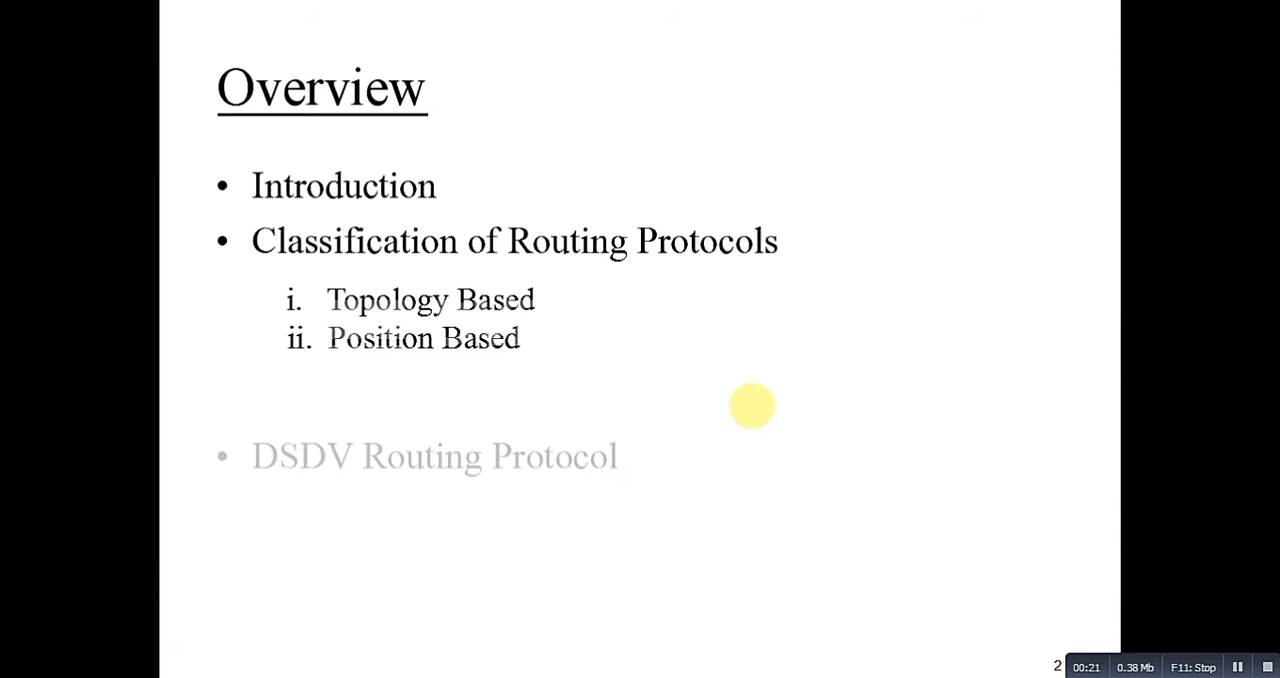 Overview
• Introduction
• Classification of Routing Protocols
i. Topology Based
ii. Position Based
• DSDV Routing Protocol
2
00:21 0.38 Mb F11: Stop